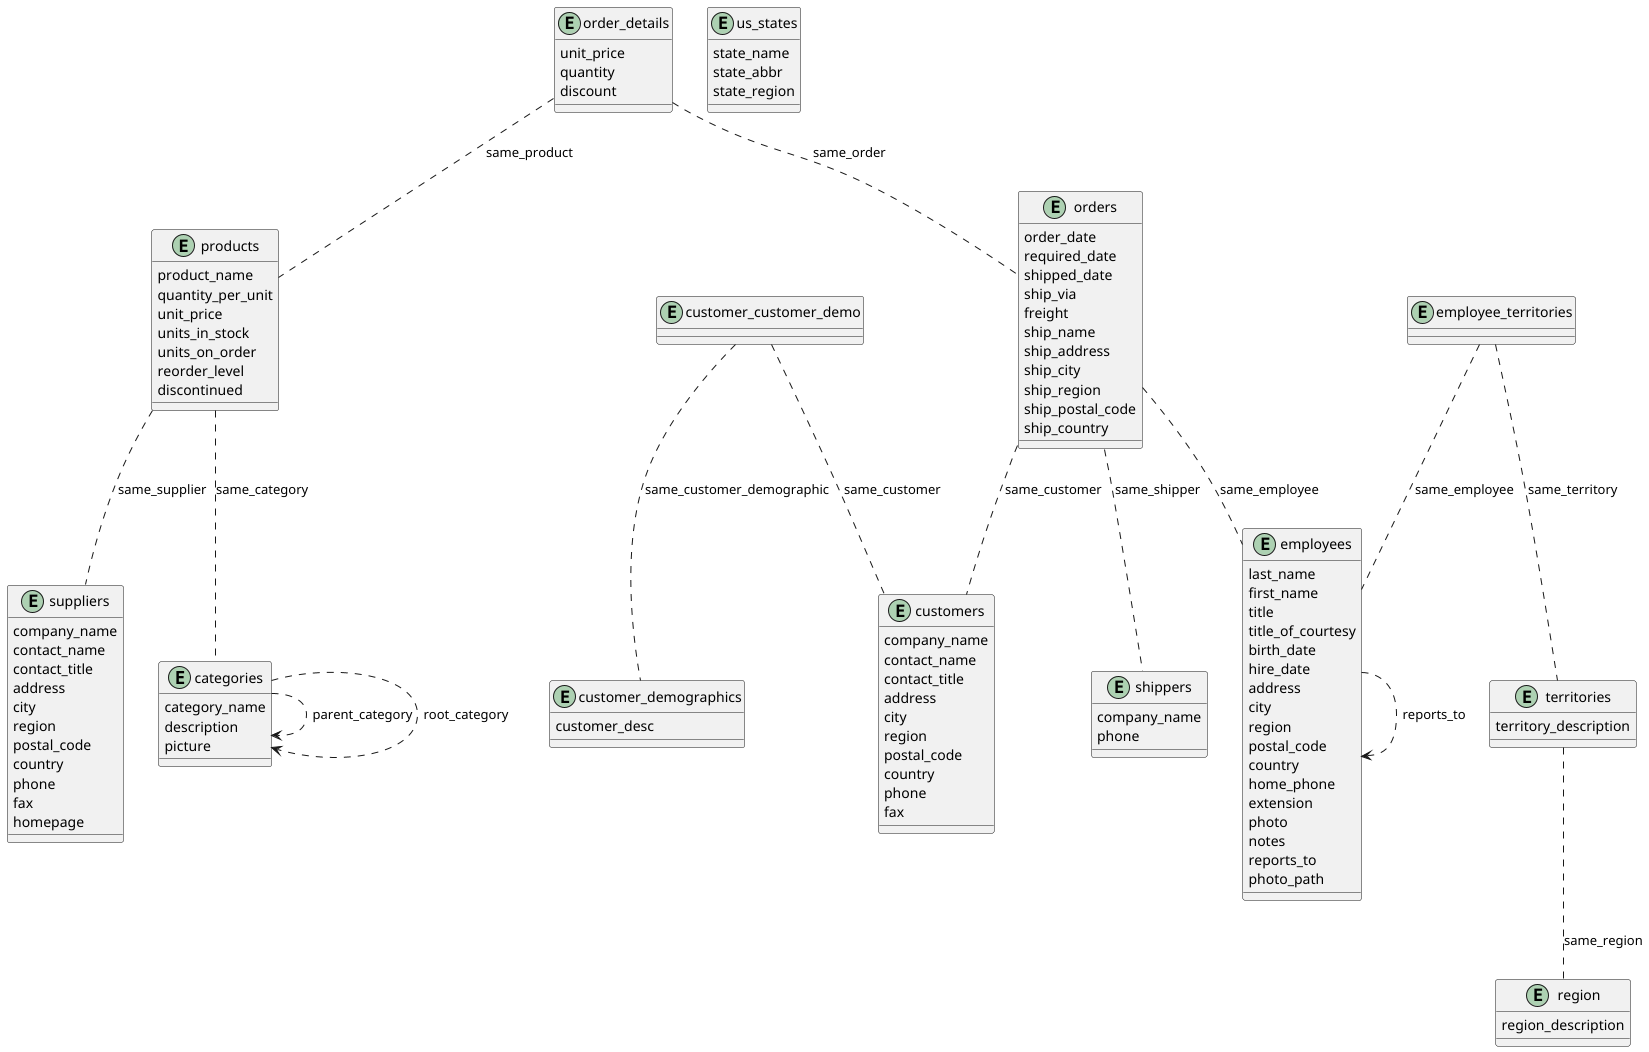 E order_details
unit_price
quantity
discount
E us_states
state_name
state_abbr
state_region
same_product
same_order
E products
product_name
quantity_per_unit
unit_price
units_in_stock
units_on_order
reorder_level
discontinued
E customer_customer_demo
E orders
order_date
required_date
shipped_date
ship_via
freight
ship_name
ship_address
ship_city
ship_region
ship_postal_code
ship_country
E employee_territories
same_supplier
same_category
same_customer_demographic
same_customer
same_customer
same_shipper
same_employee
same_employee
same_territory
E suppliers
company_name
contact_name
contact_title
address
city
region
postal_code
country
phone
fax
homepage
E categories
category_name
description
picture
parent_category
root_category
E customer_demographics
customer_desc
E customers
company_name
contact_name
contact_title
address
city
region
postal_code
country
phone
fax
E shippers
company_name
phone
E employees
last_name
first_name
title
title_of_courtesy
birth_date
hire_date
address
city
region
postal_code
country
home_phone
extension
photo
notes
reports_to
photo_path
reports_to
E territories
territory_description
same_region
E region
region_description